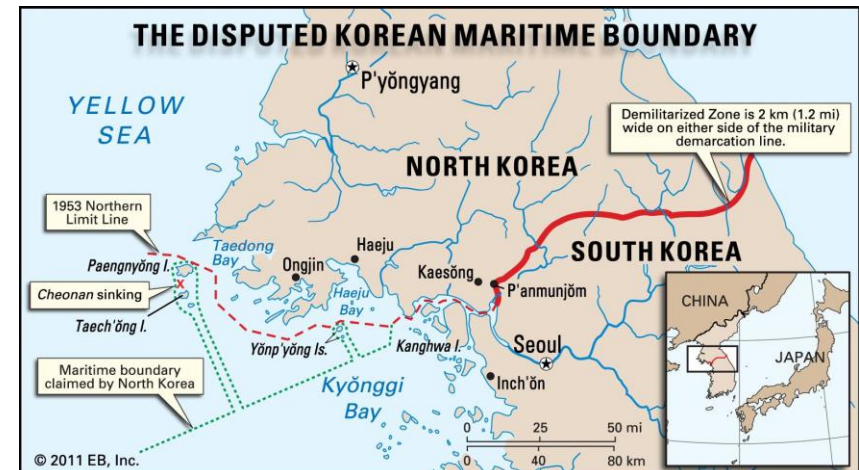 THE DISPUTED KOREAN MARITIME BOUNDARY
P'yŏngyang
YELLOW
SEA
Demilitarized Zone is 2 km (1.2 mi)
wide on either side of the military
demarcation line.
NORTH KOREA
1953 Northern
Limit Line
Taedong
Bay
Haeju
SOUTH KOREA
Paengnyŏng I.
Ongjin
Kaesŏng
P'anmunjŏm
Cheonan sinking
Haeju
Bay
CHINA
Taech'ŏng I.
Yŏnp'yŏng Is.
Kanghwa I.
Seoul
JAPAN
Maritime boundary
claimed by North Korea
Kyŏnggi
Bay
Inch'ŏn
0 25 50 mi
0 40 80 km
© 2011 EB, Inc.